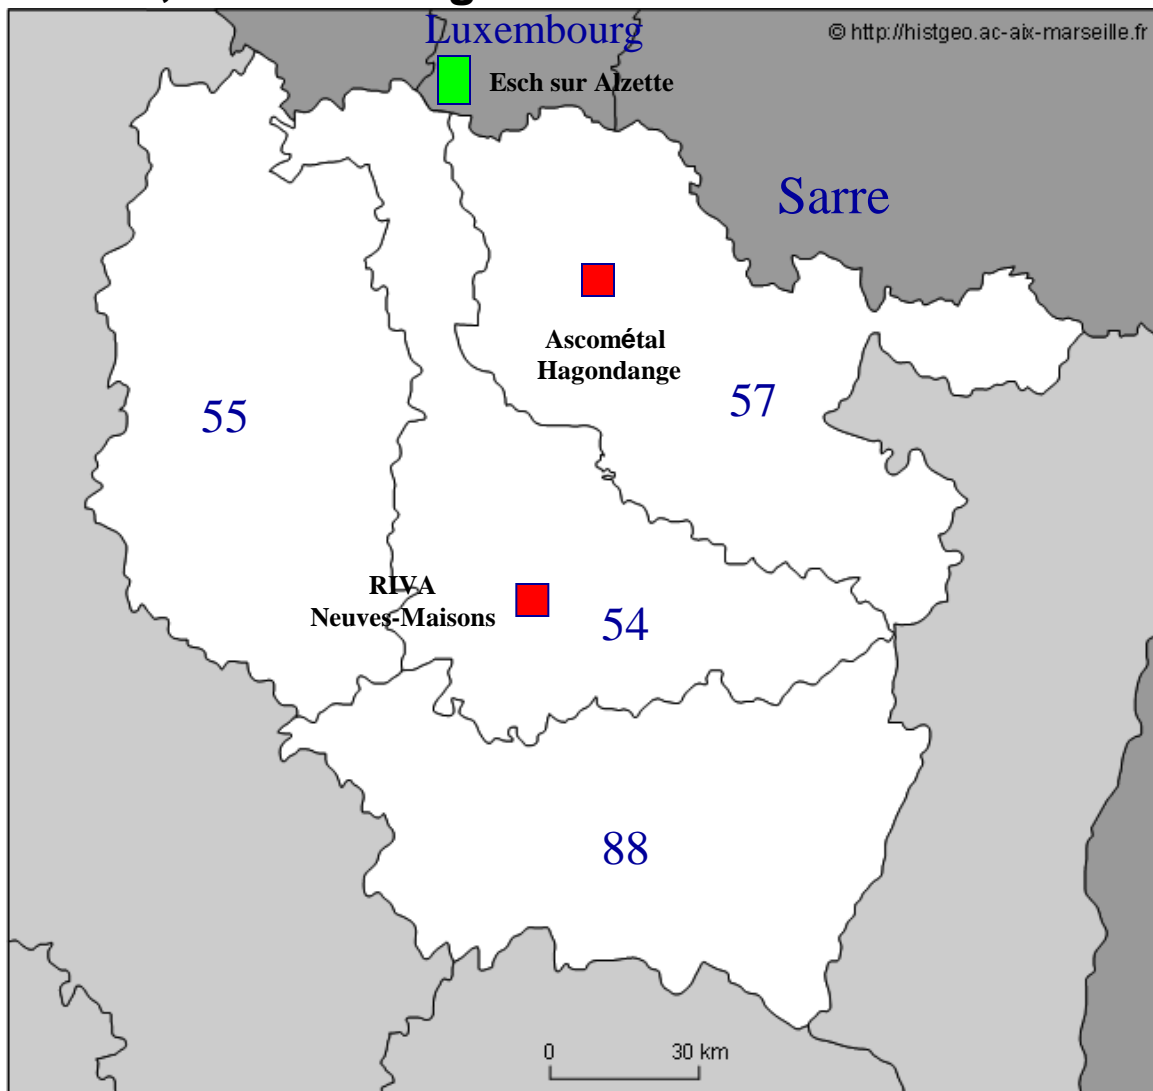 Luxembourg
© http://histgeo.ac-aix-marseille.fr
Esch sur Alzette
Sarre
Ascométal
Hagondange
57
55
RIVA
Neuves-Maisons
54
88
0 30 km